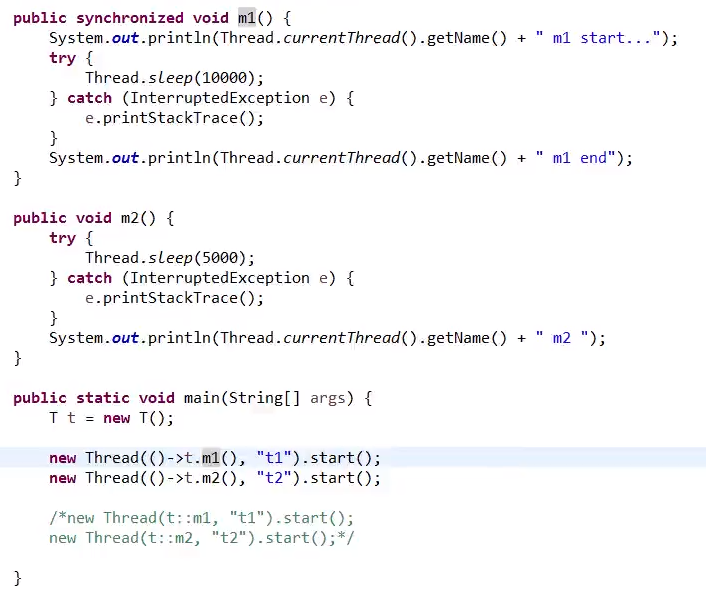 public synchronized void m1() {
    System.out.println(Thread.currentThread().getName() + " m1 start...");
    try {
        Thread.sleep(10000);
    } catch (InterruptedException e) {
        e.printStackTrace();
    }
    System.out.println(Thread.currentThread().getName() + " m1 end");
}

public void m2() {
    try {
        Thread.sleep(5000);
    } catch (InterruptedException e) {
        e.printStackTrace();
    }
    System.out.println(Thread.currentThread().getName() + " m2 ");
}

public static void main(String[] args) {
    T t = new T();

    new Thread(()->t.m1(), "t1").start();
    new Thread(()->t.m2(), "t2").start();

    /*new Thread(t::m1, "t1").start();
    new Thread(t::m2, "t2").start();*/

}